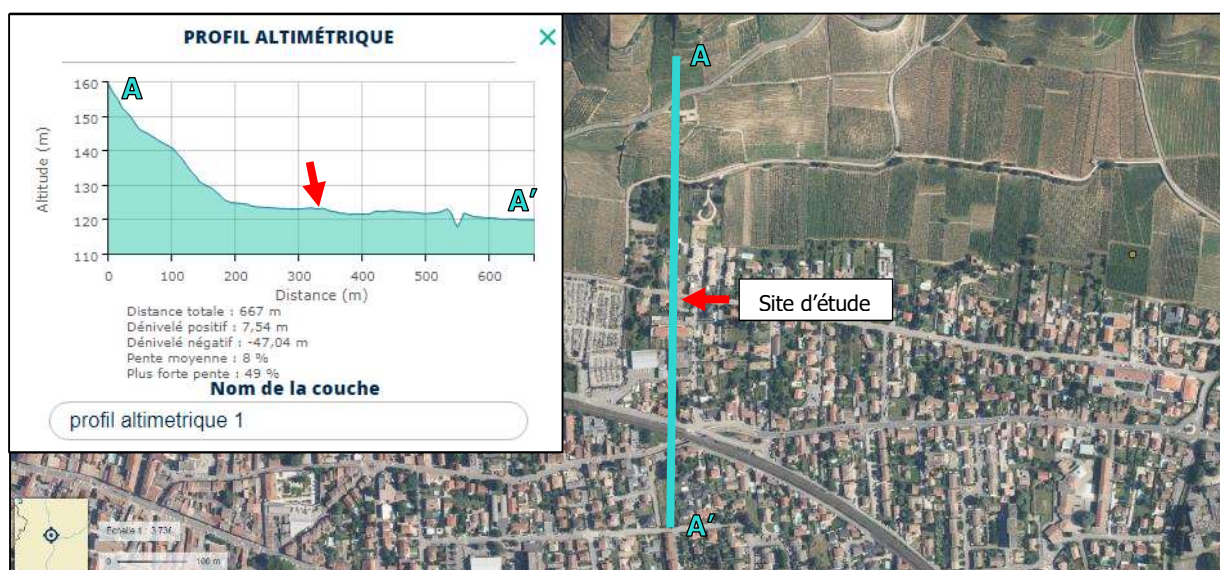 PROFIL ALTIMÉTRIQUE
A
A'
Altitude (m)
160
150
140
130
120
110
0
100
200
300
400
500
600
Distance (m)
Distance totale : 667 m
Dénivelé positif : 7,54 m
Dénivelé négatif : -47,04 m
Pente moyenne : 8 %
Plus forte pente : 49 %
Nom de la couche
profil altimetrique 1
A
Site d'étude
A'
0
100 m